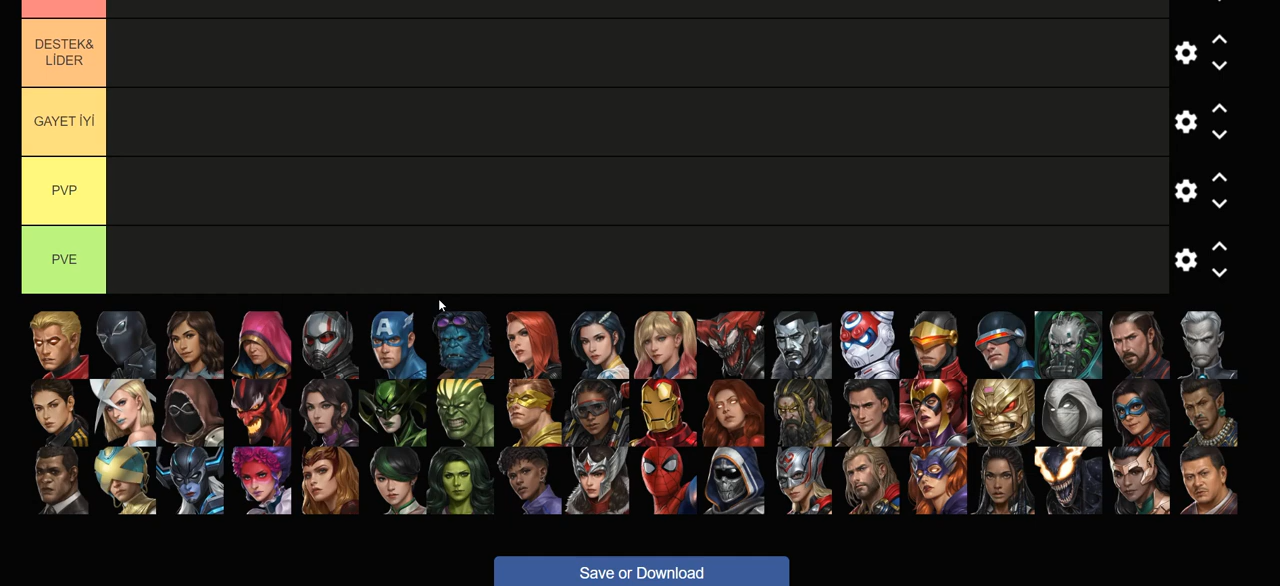 DESTEK&
LİDER
GAYET İYİ
PVP
PVE
A
Save or Download